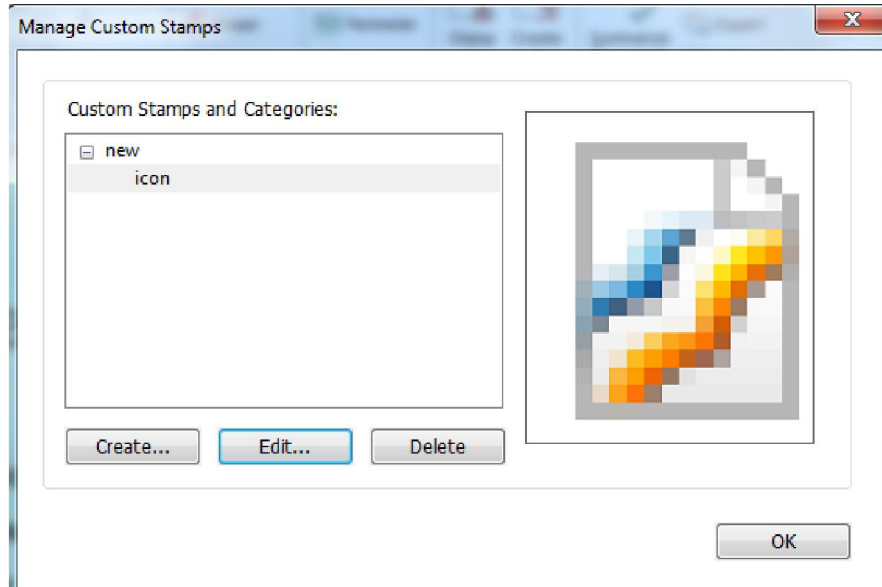 Manage Custom Stamps
Custom Stamps and Categories:
new
icon
Create...
Edit...
Delete
OK